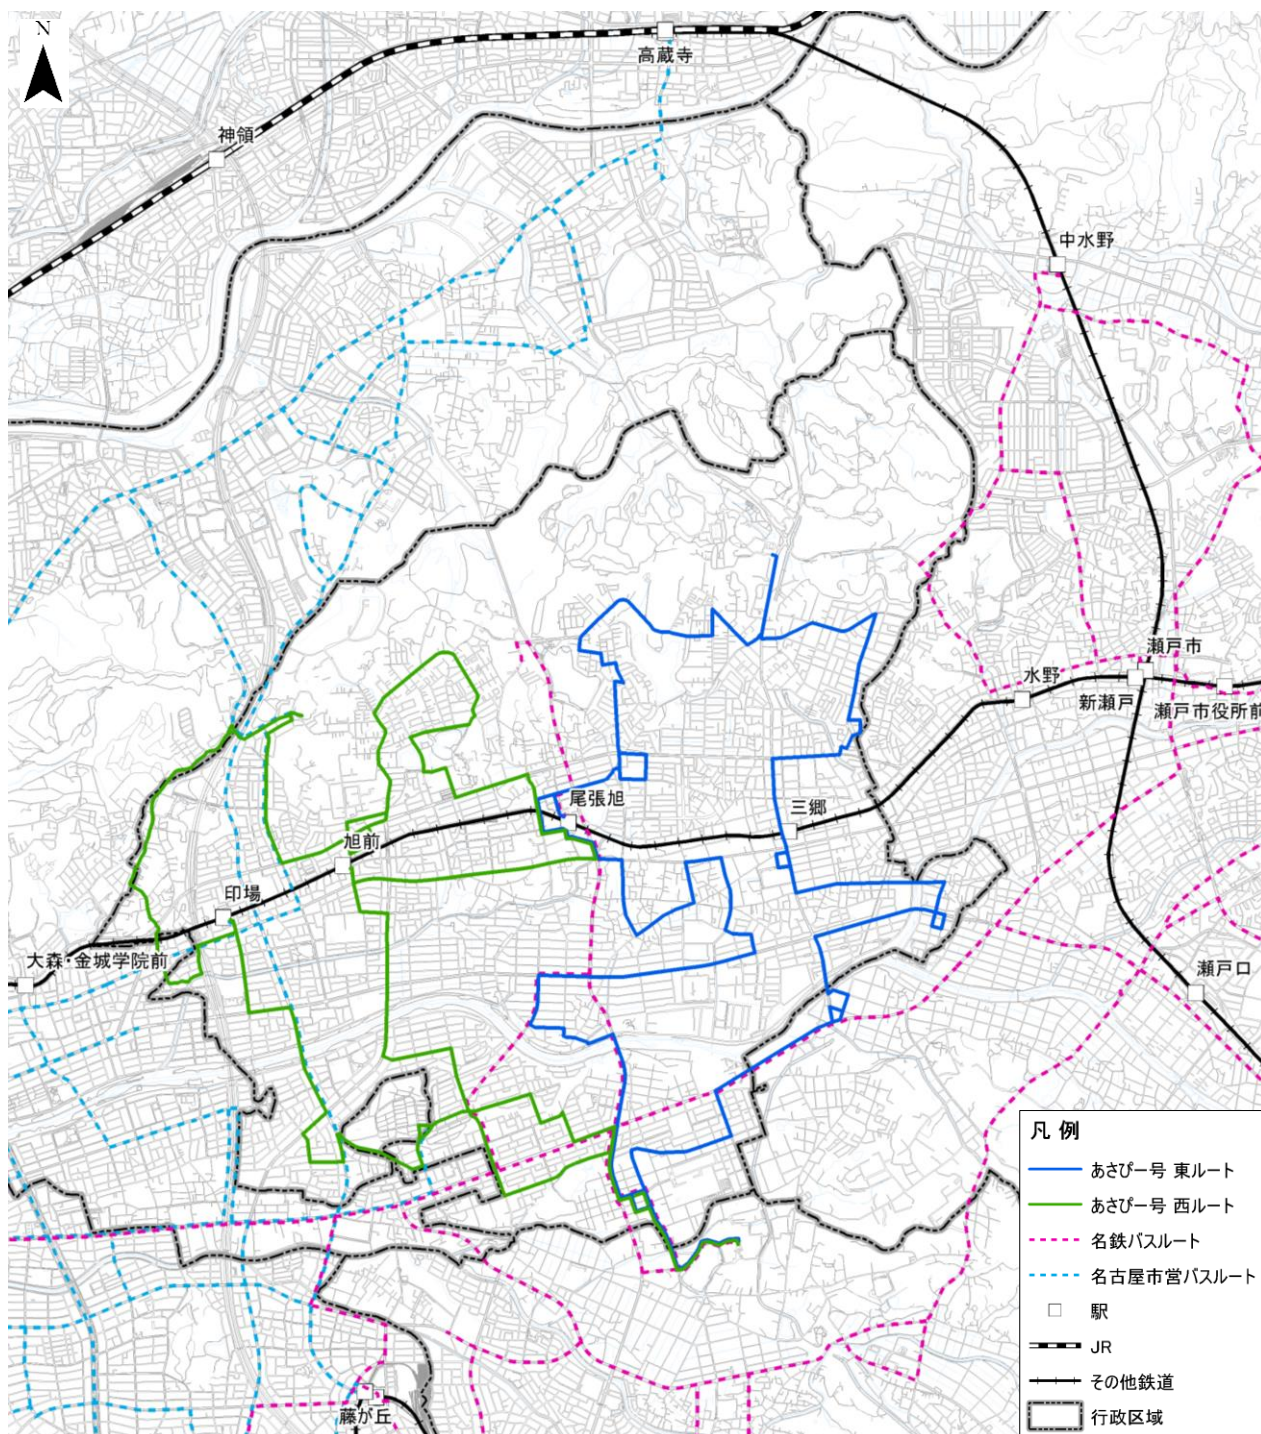 N
高蔵寺
神領
中水野
瀬戸市
水野
新瀬戸
瀬戸市役所前
尾張旭
三郷
旭前
印場
大森・金城学院前
瀬戸口
藤が丘
凡 例
あさぴー号 東ルート
あさぴー号 西ルート
名鉄バスルート
名古屋市営バスルート
駅
JR
その他鉄道
行政区域